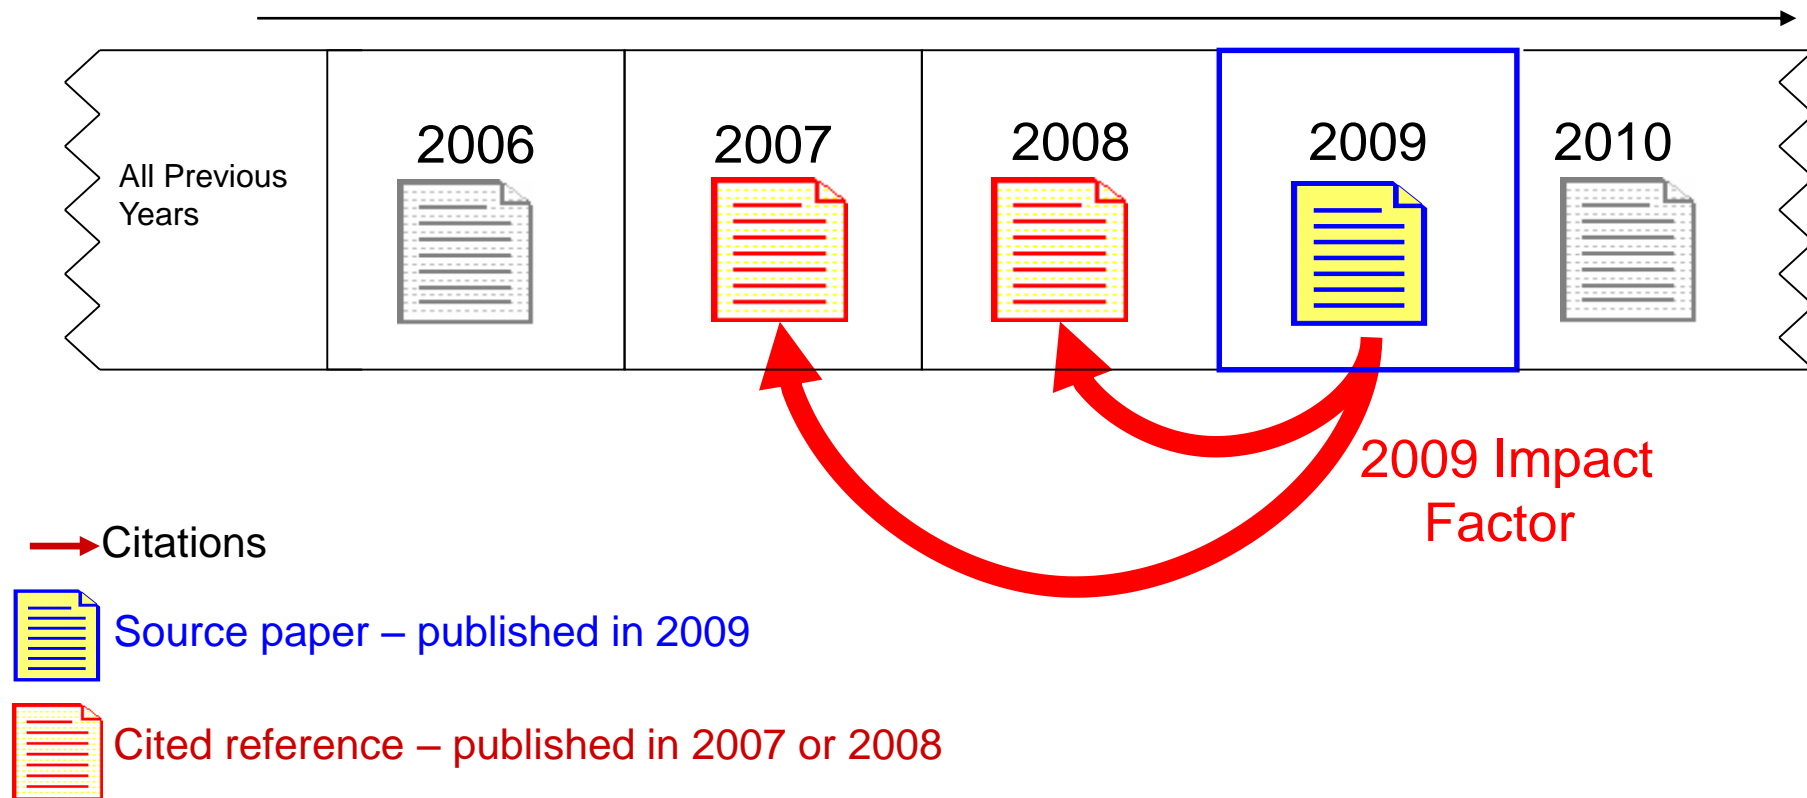 All Previous
Years
2006
2007
2008
2009
2010
2009 Impact
Factor
Citations
Source paper – published in 2009
Cited reference – published in 2007 or 2008